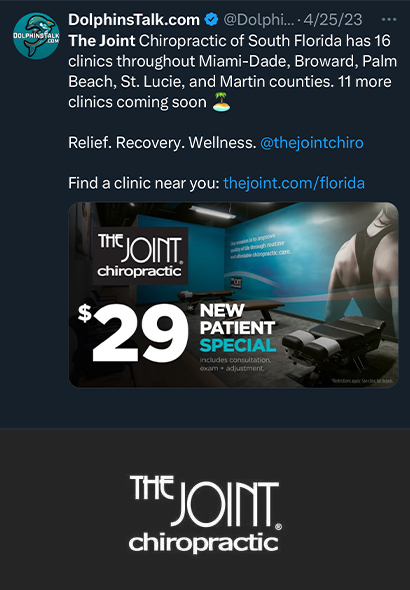 DolphinsTalk.com @Dolphi... · 4/25/23 ...
DOLPHINSTALK
.COM
The Joint Chiropractic of South Florida has 16
clinics throughout Miami-Dade, Broward, Palm
Beach, St. Lucie, and Martin counties. 11 more
clinics coming soon 🏝️
Relief. Recovery. Wellness. @thejointchiro
Find a clinic near you: thejoint.com/florida
THE JOINT®
chiropractic
Our mission is to improve
quality of life through routine
and affordable chiropractic care.
$29
NEW
PATIENT
SPECIAL
includes consultation,
exam + adjustment.
THE JOINT®
chiropractic